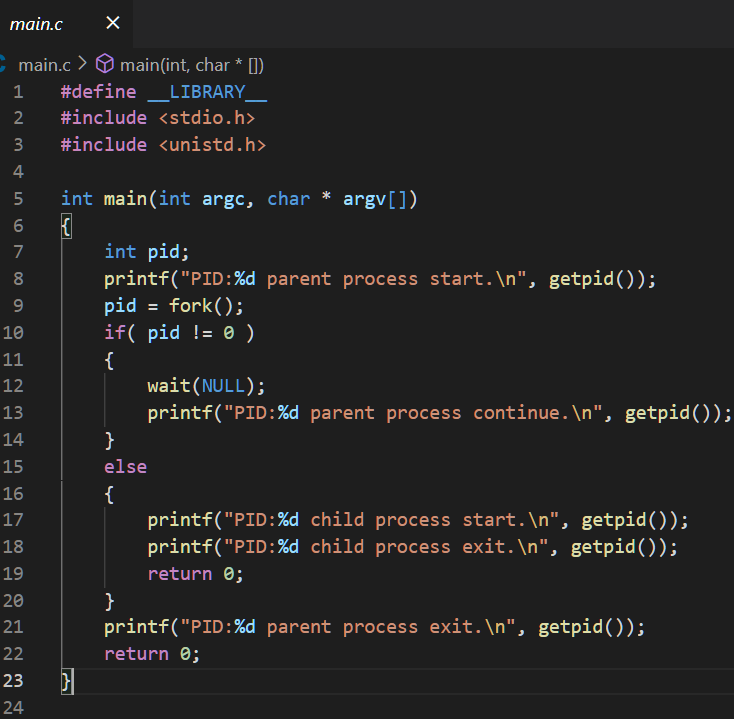 main.c ×
main.c > main(int, char * [])
1 #define __LIBRARY__
2 #include <stdio.h>
3 #include <unistd.h>
4
5 int main(int argc, char * argv[])
6 {
7     int pid;
8     printf("PID:%d parent process start.\n", getpid());
9     pid = fork();
10     if( pid != 0 )
11     {
12         wait(NULL);
13         printf("PID:%d parent process continue.\n", getpid());
14     }
15     else
16     {
17         printf("PID:%d child process start.\n", getpid());
18         printf("PID:%d child process exit.\n", getpid());
19         return 0;
20     }
21     printf("PID:%d parent process exit.\n", getpid());
22     return 0;
23 }
24